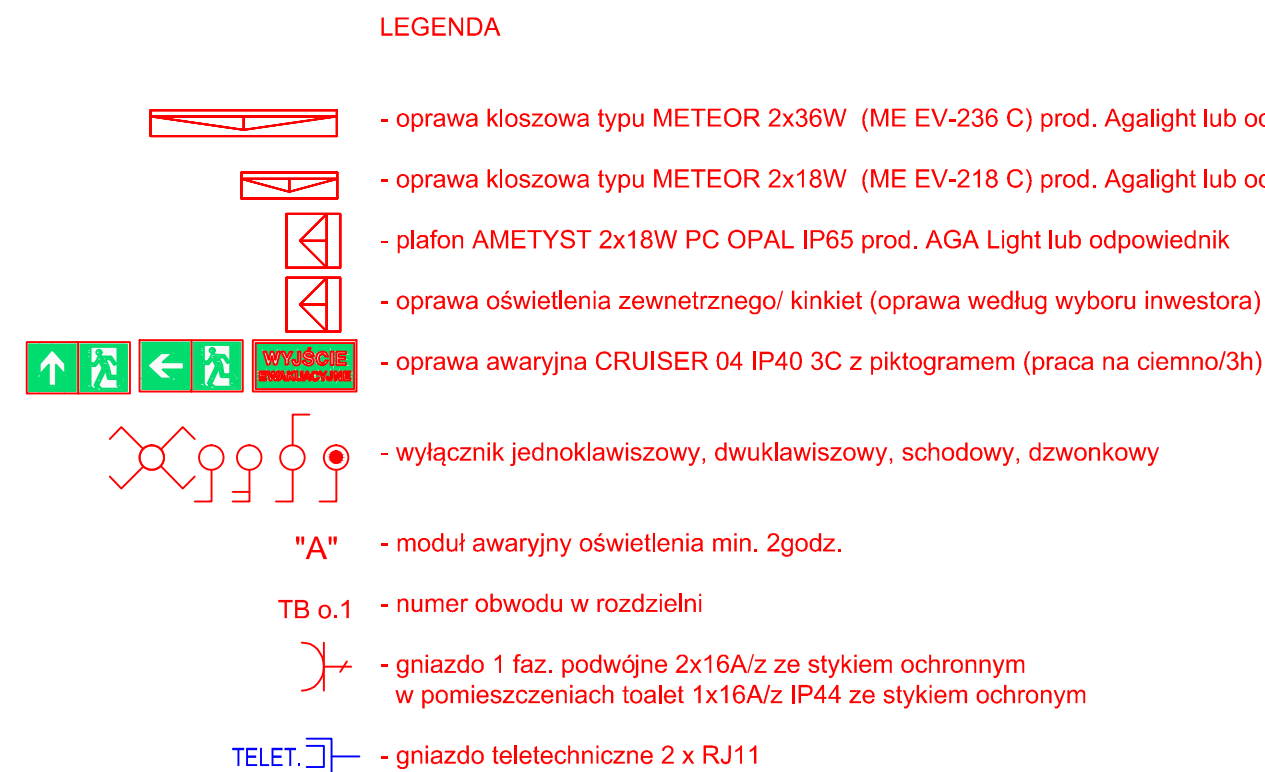 LEGENDA
- oprawa kloszowa typu METEOR 2x36W (ME EV-236 C) prod. Agalight lub
- oprawa kloszowa typu METEOR 2x18W (ME EV-218 C) prod. Agalight lub
- plafon AMETYST 2x18W PC OPAL IP65 prod. AGA Light lub odpowiednik
- oprawa oświetlenia zewnetrznego/ kinkiet (oprawa według wyboru inwestora)
WYJŚCIE
EWAKUACYJNE
- oprawa awaryjna CRUISER 04 IP40 3C z piktogramem (praca na ciemno/3h)
- wyłącznik jednoklawiszowy, dwuklawiszowy, schodowy, dzwonkowy
"A" - moduł awaryjny oświetlenia min. 2godz.
TB o.1 - numer obwodu w rozdzielni
- gniazdo 1 faz. podwójne 2x16A/z ze stykiem ochronnym
w pomieszczeniach toalet 1x16A/z IP44 ze stykiem ochronym
TELET. - gniazdo teletechniczne 2 x RJ11